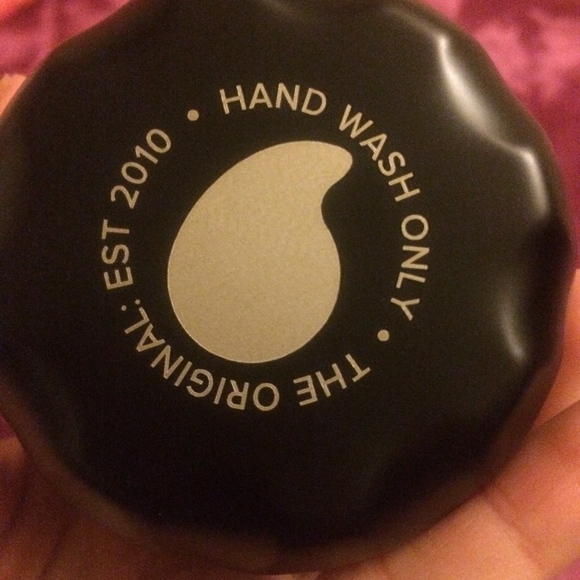 HAND WASH ONLY • THE ORIGINAL: EST 2010 •